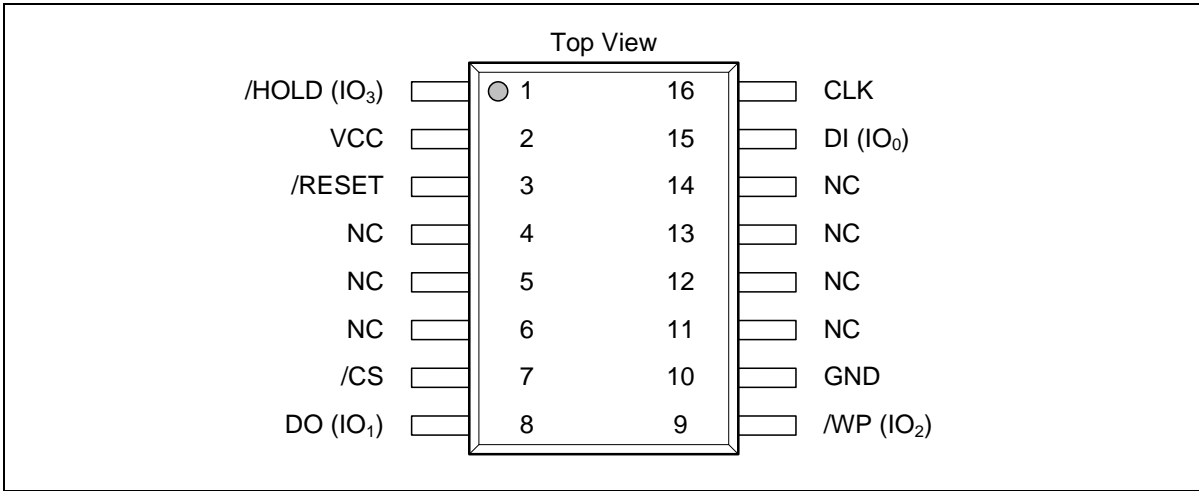 Top View
/HOLD (IO3) 1 16 CLK
VCC 2 15 DI (IO0)
/RESET 3 14 NC
NC 4 13 NC
NC 5 12 NC
NC 6 11 NC
/CS 7 10 GND
DO (IO1) 8 9 /WP (IO2)